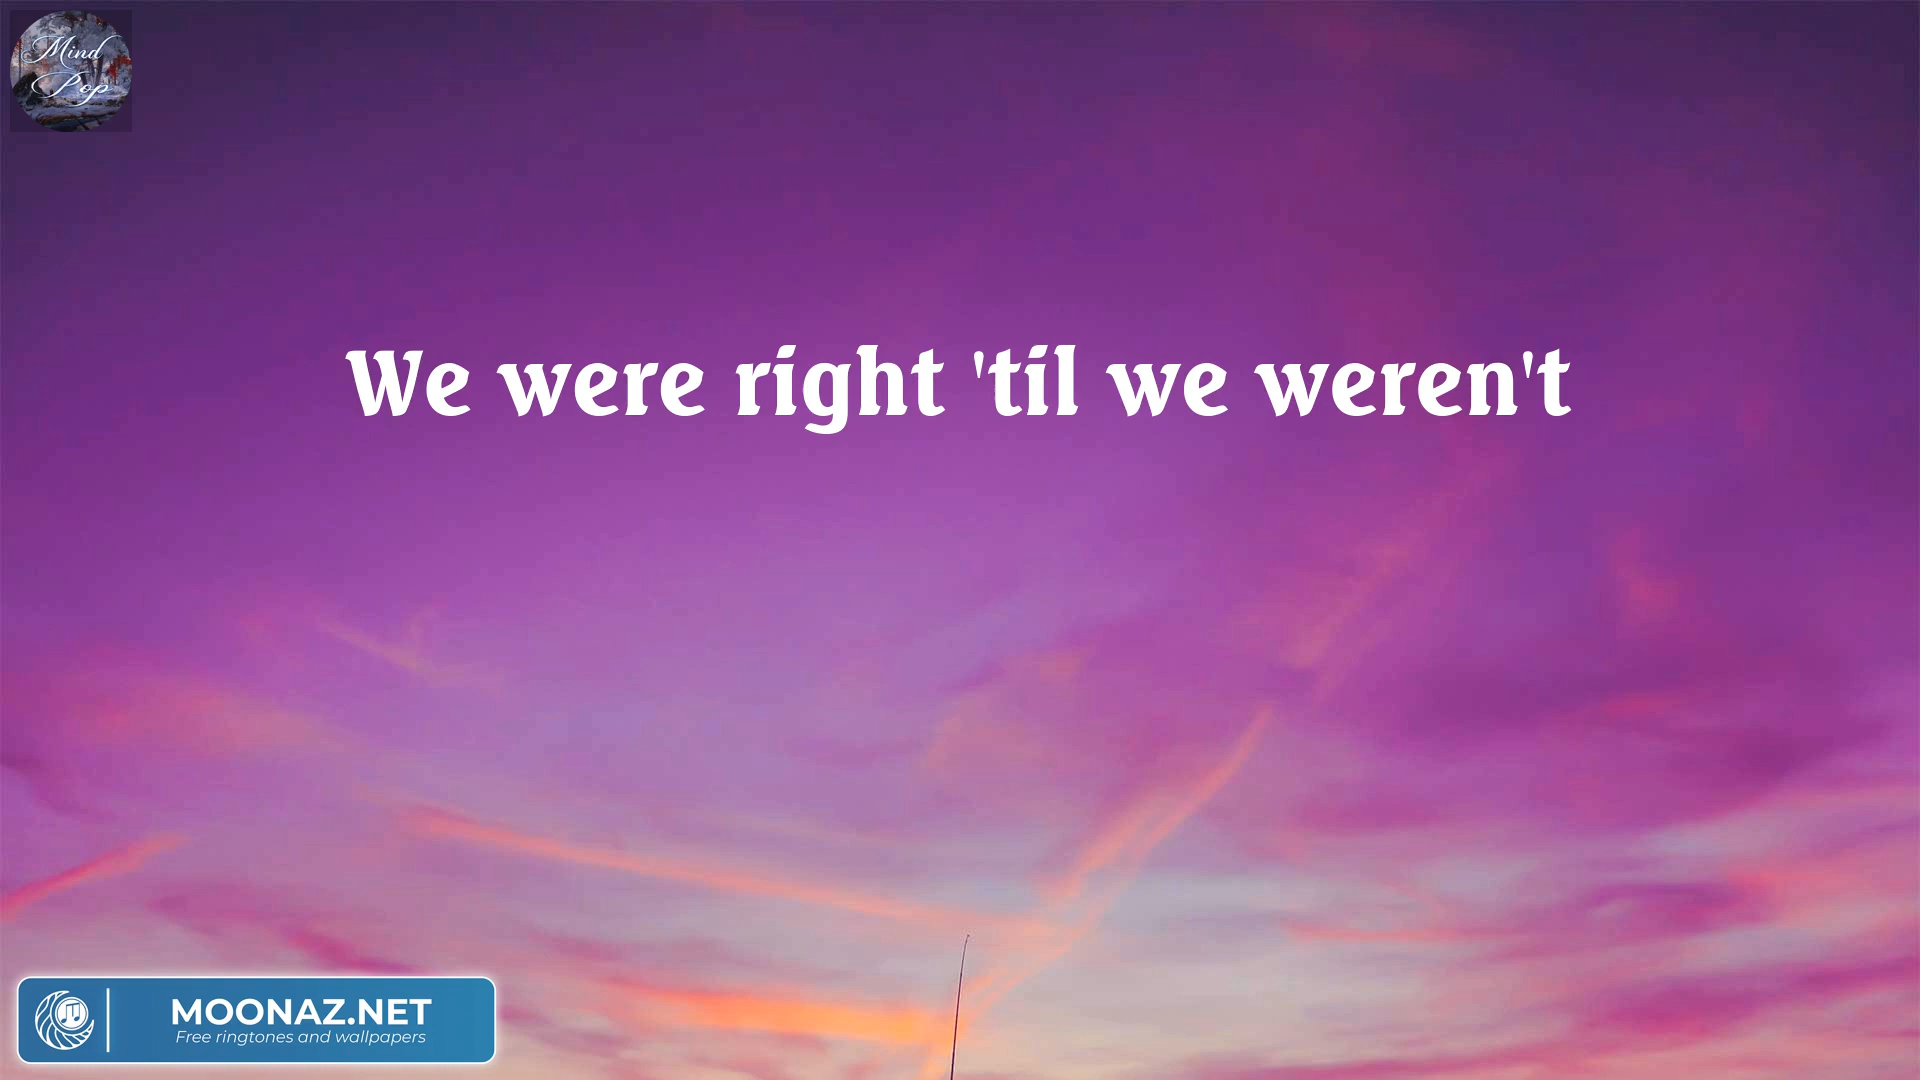 Mind
Pop
We were right 'til we weren't
MOONAZ.NET
Free ringtones and wallpapers